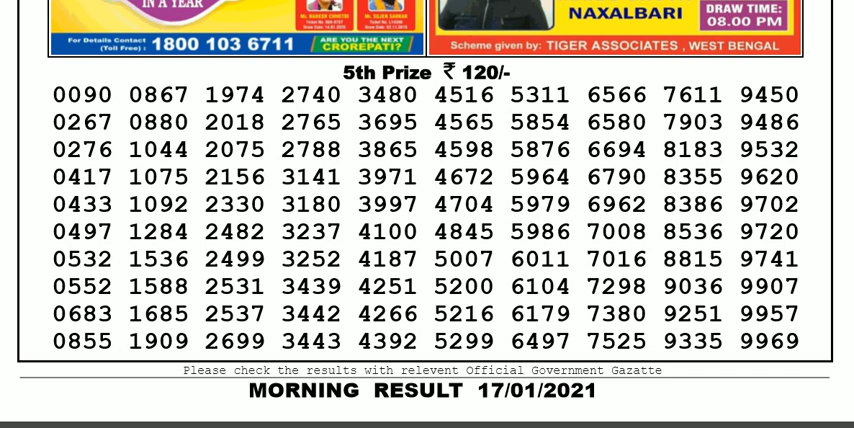 IN A YEAR
Mr. SUJEN SARKAR
For Details Contact
(Toll Free) : 1800 103 6711
ARE YOU THE NEXT
CROREPATI?
NAXALBARI
DRAW TIME:
08.00 PM
Scheme given by: TIGER ASSOCIATES , WEST BENGAL
5th Prize ₹ 120/-
0090 0867 1974 2740 3480 4516 5311 6566 7611 9450
0267 0880 2018 2765 3695 4565 5854 6580 7903 9486
0276 1044 2075 2788 3865 4598 5876 6694 8183 9532
0417 1075 2156 3141 3971 4672 5964 6790 8355 9620
0433 1092 2330 3180 3997 4704 5979 6962 8386 9702
0497 1284 2482 3237 4100 4845 5986 7008 8536 9720
0532 1536 2499 3252 4187 5007 6011 7016 8815 9741
0552 1588 2531 3439 4251 5200 6104 7298 9036 9907
0683 1685 2537 3442 4266 5216 6179 7380 9251 9957
0855 1909 2699 3443 4392 5299 6497 7525 9335 9969
Please check the results with relevent Official Government Gazatte
MORNING RESULT 17/01/2021